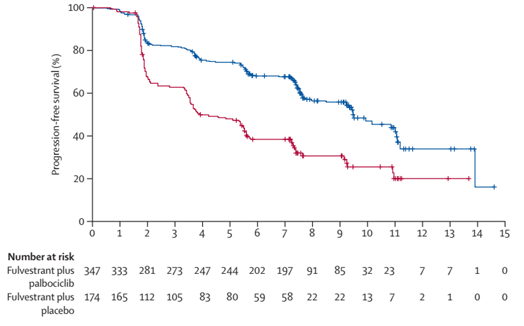 100
80
60
40
20
0
Progression-free survival (%)
0 1 2 3 4 5 6 7 8 9 10 11 12 13 14 15
Number at risk
Fulvestrant plus 347 333 281 273 247 244 202 197 91 85 32 23 7 7 1 0
palbociclib
Fulvestrant plus 174 165 112 105 83 80 59 58 22 22 13 7 2 1 0 0
placebo